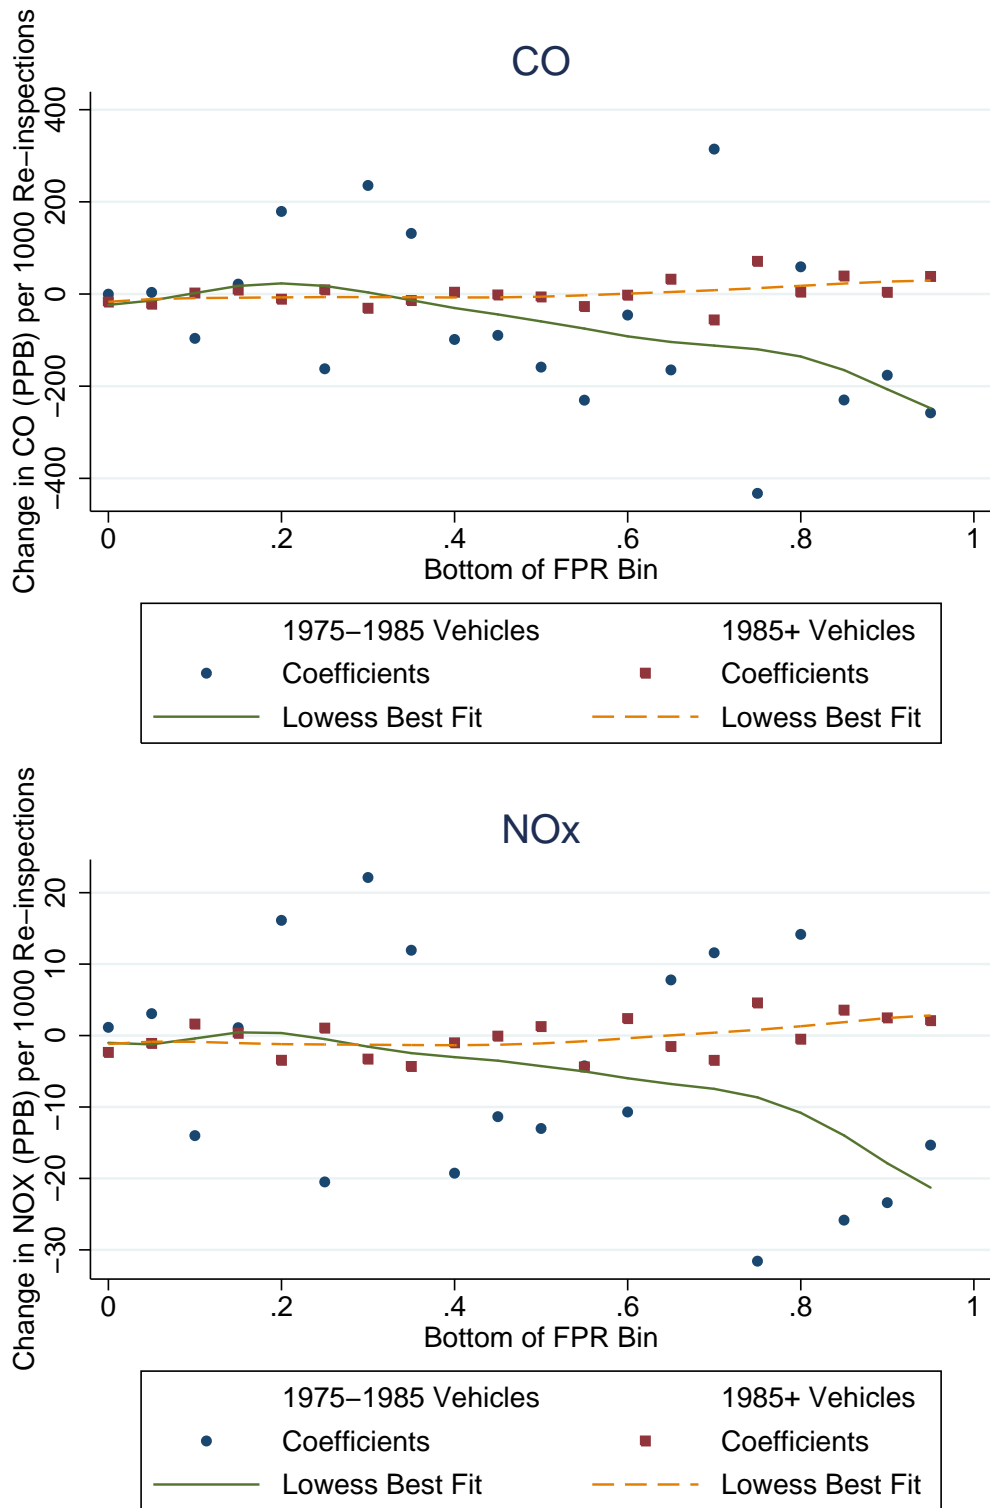 CO
Change in CO (PPB) per 1000 Re−inspections
400
200
0
−200
−400
0 .2 .4 .6 .8 1
Bottom of FPR Bin
1975−1985 Vehicles 1985+ Vehicles
Coefficients Coefficients
Lowess Best Fit Lowess Best Fit
NOx
Change in NOX (PPB) per 1000 Re−inspections
20
10
0
−10
−20
−30
0 .2 .4 .6 .8 1
Bottom of FPR Bin
1975−1985 Vehicles 1985+ Vehicles
Coefficients Coefficients
Lowess Best Fit Lowess Best Fit